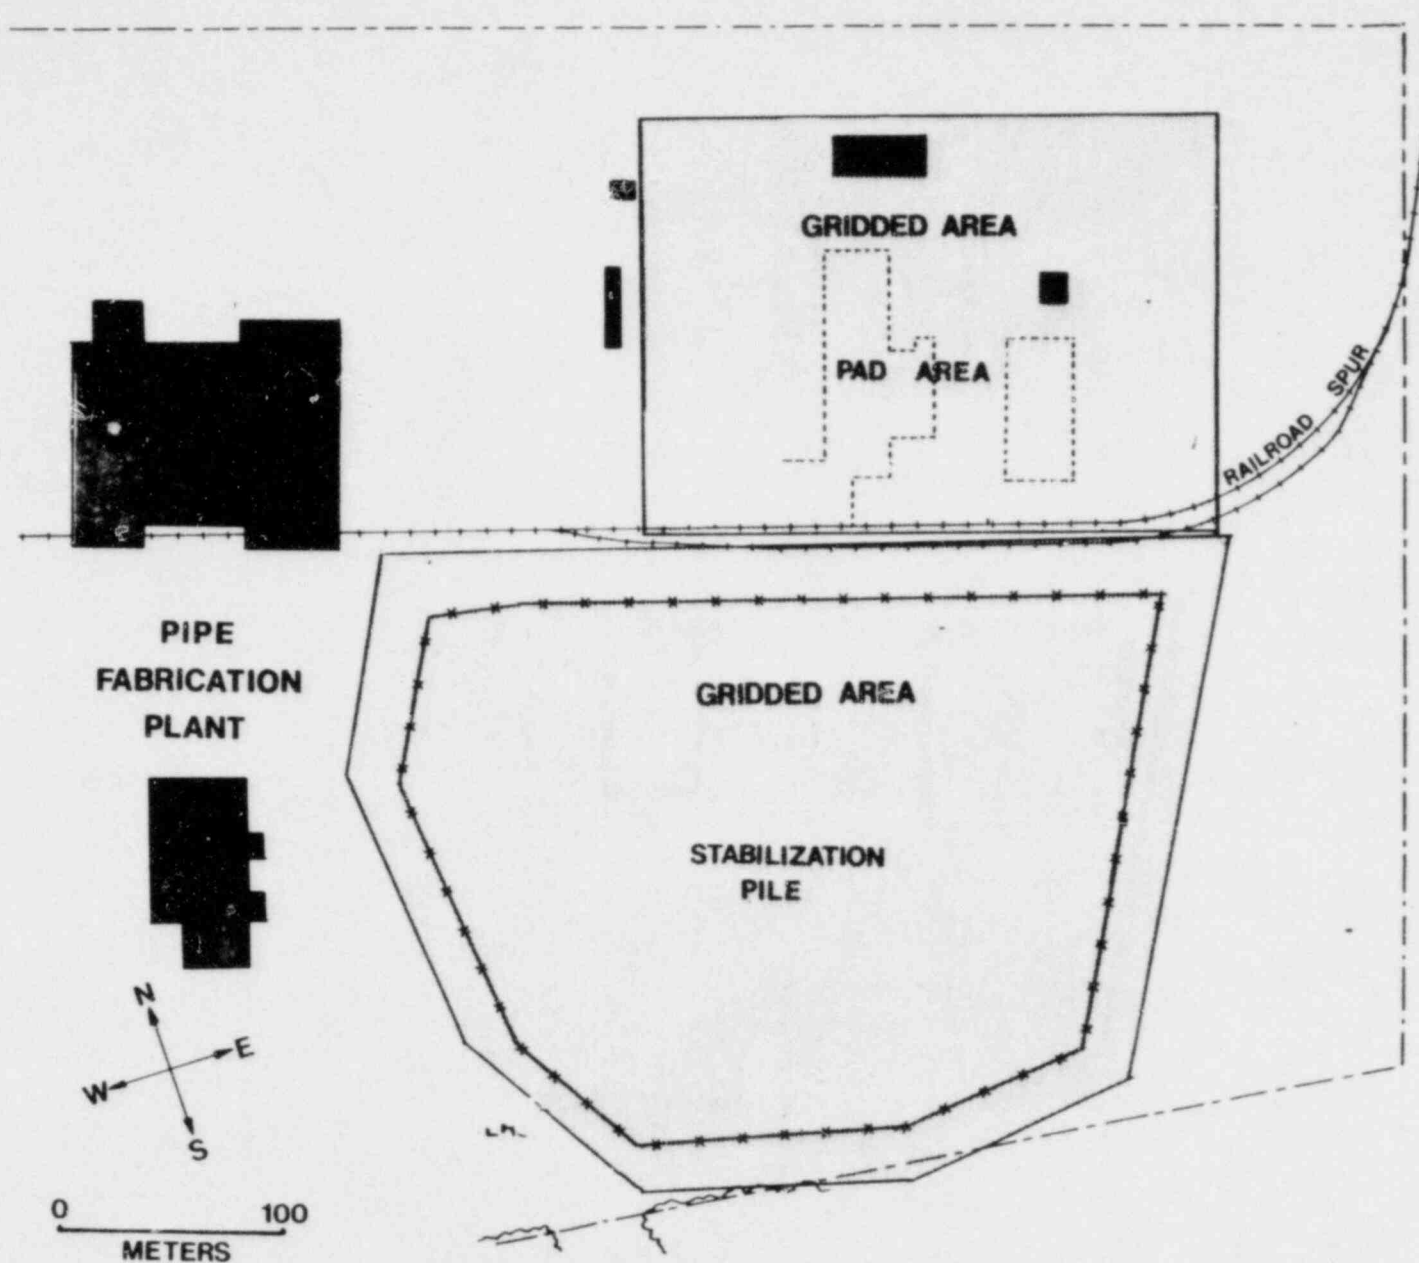 GRIDDED AREA
PAD AREA
RAILROAD SPUR
PIPE
FABRICATION
PLANT
GRIDDED AREA
STABILIZATION
PILE
N
E
W
S
0 100
METERS